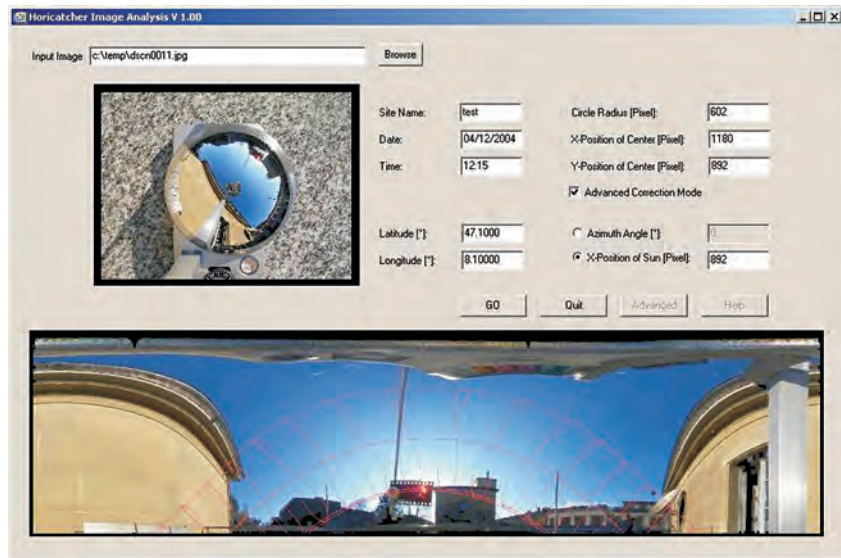 Horicatcher Image Analysis V 1.00
Input Image c:\temp\dscn0011.jpg Browse
Site Name: test Circle Radius [Pixel]: 602
Date: 04/12/2004 X-Position of Center [Pixel]: 1180
Time: 12:15 Y-Position of Center [Pixel]: 892
Advanced Correction Mode
Latitude [°]: 47.1000 Azimuth Angle [°]: 0
Longitude [°]: 8.10000 X-Position of Sun [Pixel]: 892
GO Quit Advanced Help